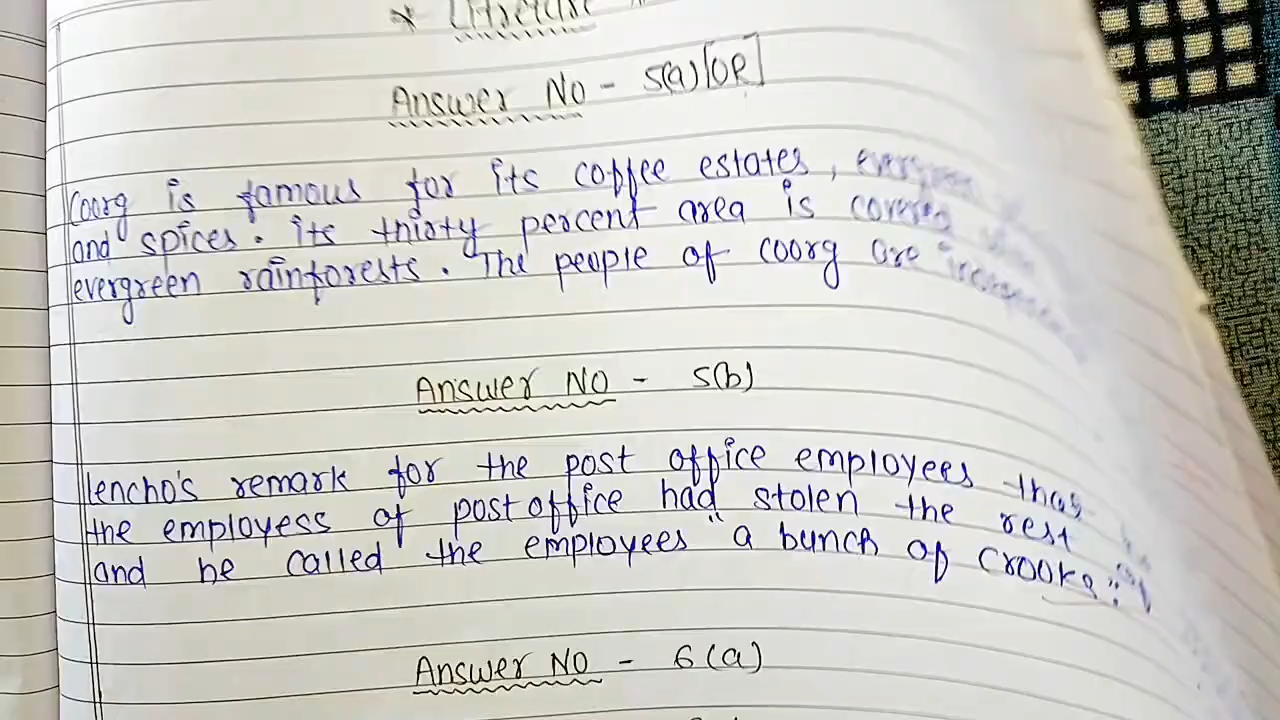 Answer No - 5(a)[OR]
Coorg is famous for its coffee estates, evergreen
and spices. its thirty percent area is
evergreen rainforests. The people of coorg are
Answer No - 5(b)
lencho's remark for the post office employees that
the employess of post office had stolen the rest
and he called the employees "a bunch of crooks".
Answer No - 6(a)